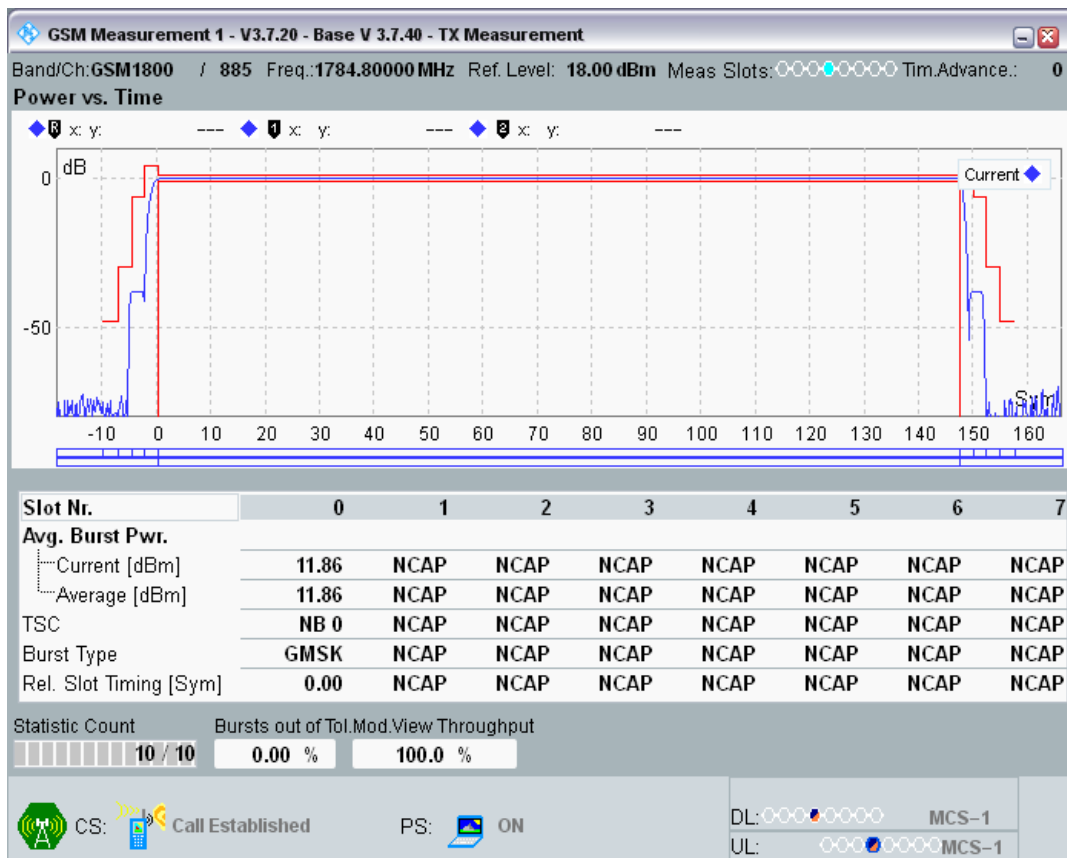 GSM Measurement 1 - V3.7.20 - Base V 3.7.40 - TX Measurement
Band/Ch:GSM1800 / 885 Freq.:1784.80000 MHz Ref. Level: 18.00 dBm Meas Slots: Tim.Advance.: 0
Power vs. Time
R x: y: --- 1 x: y: --- 2 x: y: ---
dB
Current
0
-50
Sym
-10 0 10 20 30 40 50 60 70 80 90 100 110 120 130 140 150 160
Slot Nr. 0 1 2 3 4 5 6 7
Avg. Burst Pwr.
Current [dBm] 11.86 NCAP NCAP NCAP NCAP NCAP NCAP NCAP
Average [dBm] 11.86 NCAP NCAP NCAP NCAP NCAP NCAP NCAP
TSC NB 0 NCAP NCAP NCAP NCAP NCAP NCAP NCAP
Burst Type GMSK NCAP NCAP NCAP NCAP NCAP NCAP NCAP
Rel. Slot Timing [Sym] 0.00 NCAP NCAP NCAP NCAP NCAP NCAP NCAP
Statistic Count Bursts out of Tol.Mod.View Throughput
10 / 10 0.00 % 100.0 %
CS: Call Established PS: ON
DL: MCS-1
UL: MCS-1